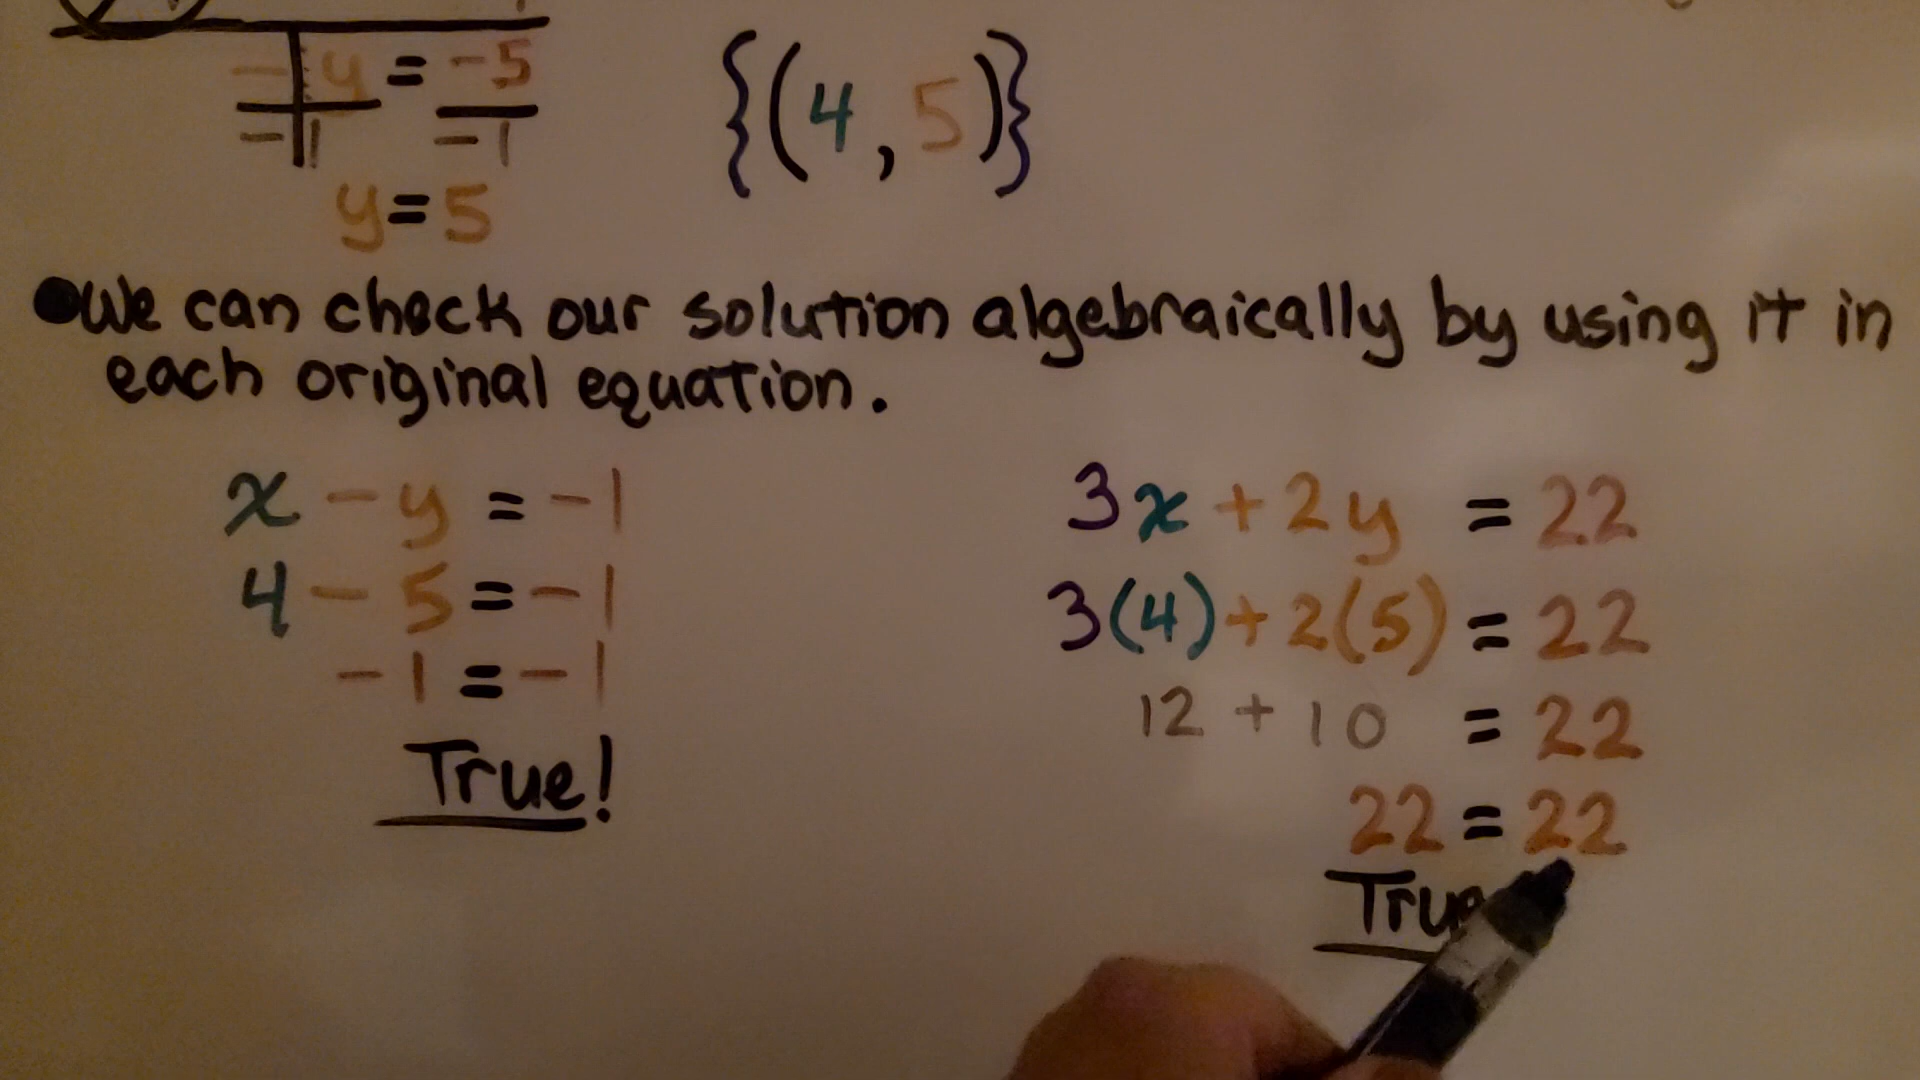 -y = -5
-1 -1
y = 5
{(4, 5)}
•We can check our solution algebraically by using it in
each original equation.
x - y = -1
4 - 5 = -1
-1 = -1
True!
3x + 2y = 22
3(4) + 2(5) = 22
12 + 10 = 22
22 = 22